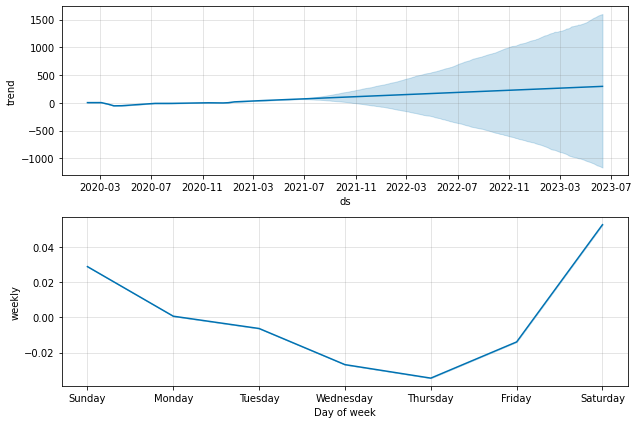 1500
1000
500
0
−500
−1000
trend
2020-03 2020-07 2020-11 2021-03 2021-07 2021-11 2022-03 2022-07 2022-11 2023-03 2023-07
ds
0.04
0.02
0.00
−0.02
weekly
Sunday Monday Tuesday Wednesday Thursday Friday Saturday
Day of week